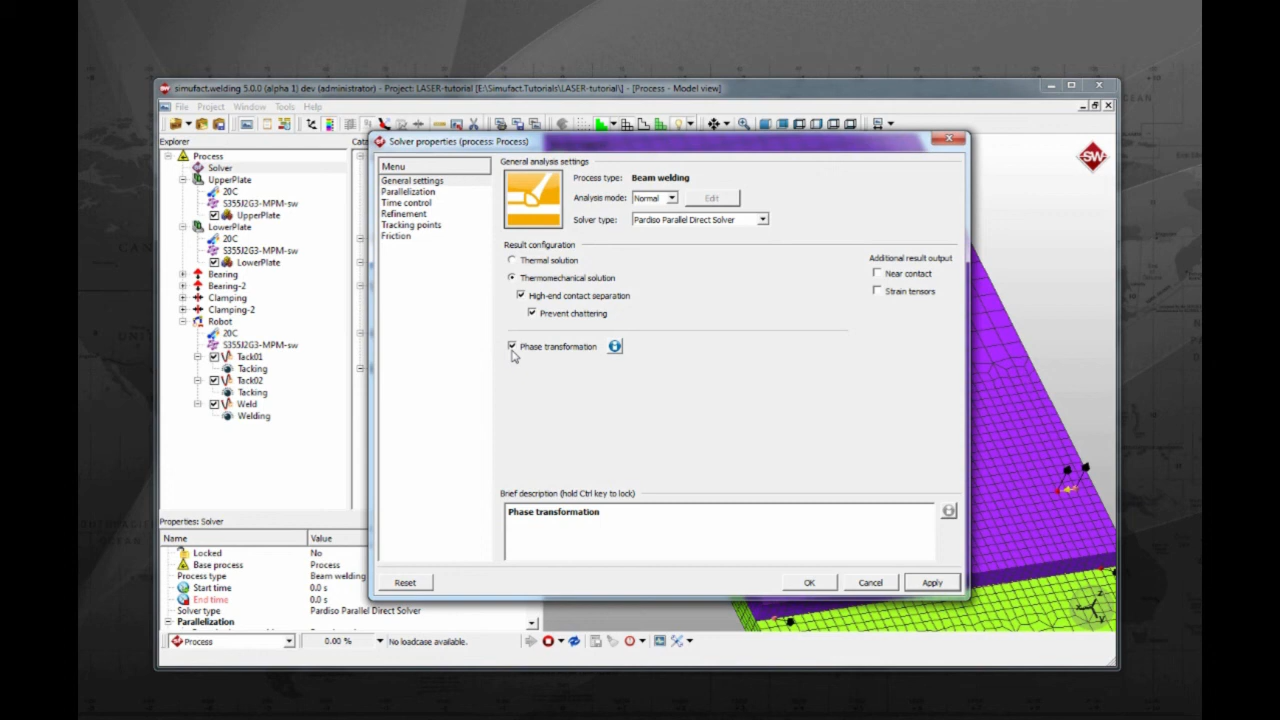 simufact.welding 5.0.0 (alpha 1) dev (administrator) - Project: LASER-tutorial [E:\Simufact.Tutorials\LASER-tutorial\] - [Process - Model view]
File Project Window Tools Help
Explorer
Process
Solver
UpperPlate
20C
S355J2G3-MPM-sw
UpperPlate
LowerPlate
20C
S355J2G3-MPM-sw
LowerPlate
Bearing
Bearing-2
Clamping
Clamping-2
Robot
20C
S355J2G3-MPM-sw
Tack01
Tacking
Tack02
Tacking
Weld
Welding
Properties: Solver
Name Value
Locked No
Base process Process
Process type Beam welding
Start time 0.0 s
End time 0.0 s
Solver type Pardiso Parallel Direct Solver
Parallelization
Process 0.00 % No loadcase available.
Solver properties (process: Process)
Menu
General settings
Parallelization
Time control
Refinement
Tracking points
Friction
General analysis settings
Process type: Beam welding
Analysis mode: Normal Edit
Solver type: Pardiso Parallel Direct Solver
Result configuration
Thermal solution
Thermomechanical solution
High-end contact separation
Prevent chattering
Phase transformation
Additional result output
Near contact
Strain tensors
Brief description (hold Ctrl key to lock)
Phase transformation
Reset OK Cancel Apply
SW
z
x
y